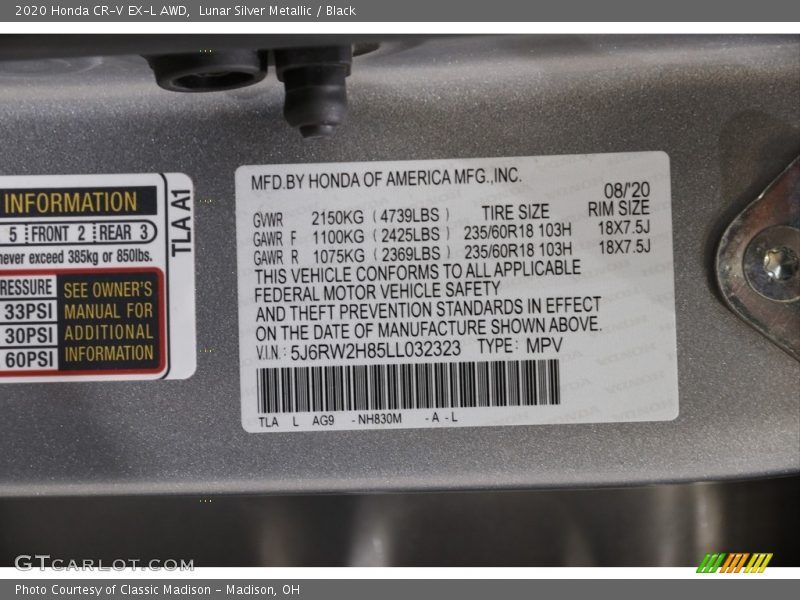 2020 Honda CR-V EX-L AWD,  Lunar Silver Metallic / Black
INFORMATION
5 FRONT 2 REAR 3
never exceed 385kg or 850lbs.
PRESSURE
33PSI
30PSI
60PSI
SEE OWNER'S
MANUAL FOR
ADDITIONAL
INFORMATION
TLA A1
MFD.BY HONDA OF AMERICA MFG.,INC.
08/'20
GVWR 2150KG ( 4739LBS ) TIRE SIZE RIM SIZE
GAWR F 1100KG ( 2425LBS ) 235/60R18 103H 18X7.5J
GAWR R 1075KG ( 2369LBS ) 235/60R18 103H 18X7.5J
THIS VEHICLE CONFORMS TO ALL APPLICABLE
FEDERAL MOTOR VEHICLE SAFETY
AND THEFT PREVENTION STANDARDS IN EFFECT
ON THE DATE OF MANUFACTURE SHOWN ABOVE.
V.I.N.: 5J6RW2H85LL032323 TYPE: MPV
TLA L AG9 - NH830M - A - L
GTCARLOT.COM
Photo Courtesy of Classic Madison - Madison, OH